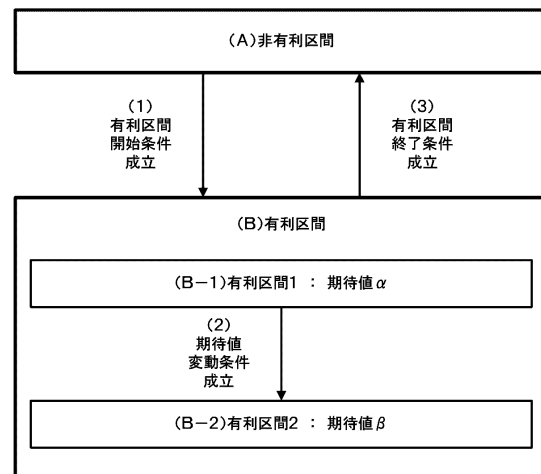 (A)非有利区間
(1)
有利区間
開始条件
成立
(3)
有利区間
終了条件
成立
(B)有利区間
(B−1)有利区間1 : 期待値α
(2)
期待値
変動条件
成立
(B−2)有利区間2 : 期待値β